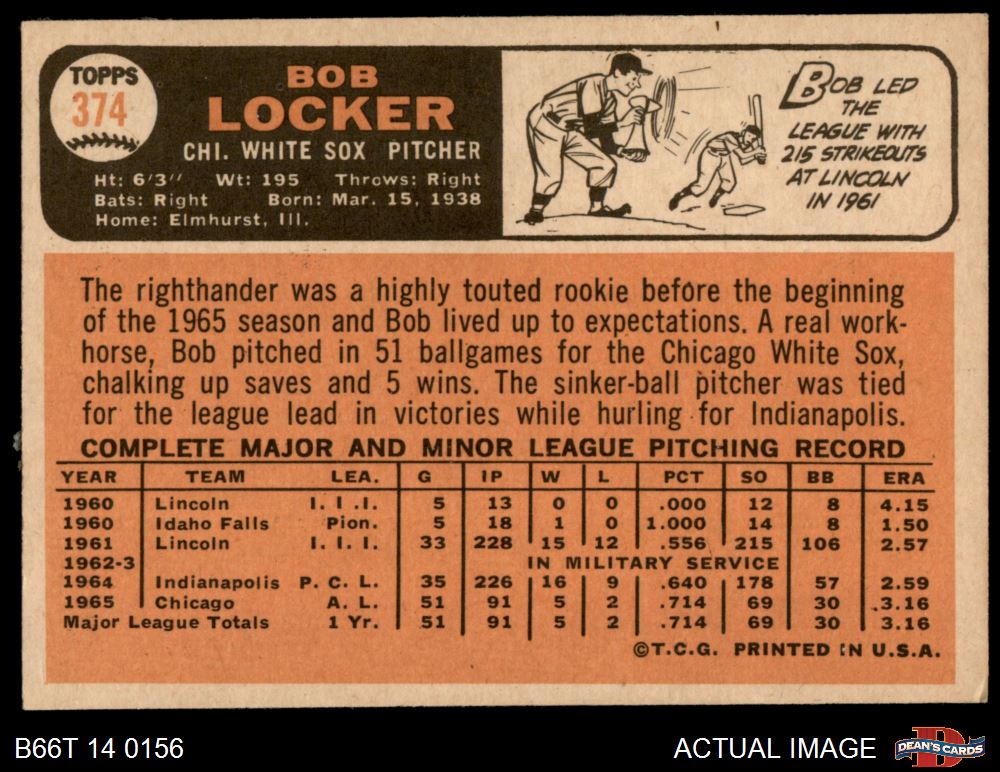 TOPPS
374
BOB
LOCKER
CHI. WHITE SOX PITCHER
Ht: 6'3" Wt: 195 Throws: Right
Bats: Right Born: Mar. 15, 1938
Home: Elmhurst, Ill.
BOB LED
THE
LEAGUE WITH
215 STRIKEOUTS
AT LINCOLN
IN 1961
The righthander was a highly touted rookie before the beginning
of the 1965 season and Bob lived up to expectations. A real work-
horse, Bob pitched in 51 ballgames for the Chicago White Sox,
chalking up saves and 5 wins. The sinker-ball pitcher was tied
for the league lead in victories while hurling for Indianapolis.
COMPLETE MAJOR AND MINOR LEAGUE PITCHING RECORD
YEAR TEAM LEA. G IP W L PCT SO BB ERA
1960 Lincoln I. I. I. 5 13 0 0 .000 12 8 4.15
1960 Idaho Falls Pion. 5 18 1 0 1.000 14 8 1.50
1961 Lincoln I. I. I. 33 228 15 12 .556 215 106 2.57
1962-3 IN MILITARY SERVICE
1964 Indianapolis P. C. L. 35 226 16 9 .640 178 57 2.59
1965 Chicago A. L. 51 91 5 2 .714 69 30 3.16
Major League Totals 1 Yr. 51 91 5 2 .714 69 30 3.16
©T.C.G. PRINTED IN U.S.A.
B66T 14 0156
ACTUAL IMAGE
DEAN'S CARDS